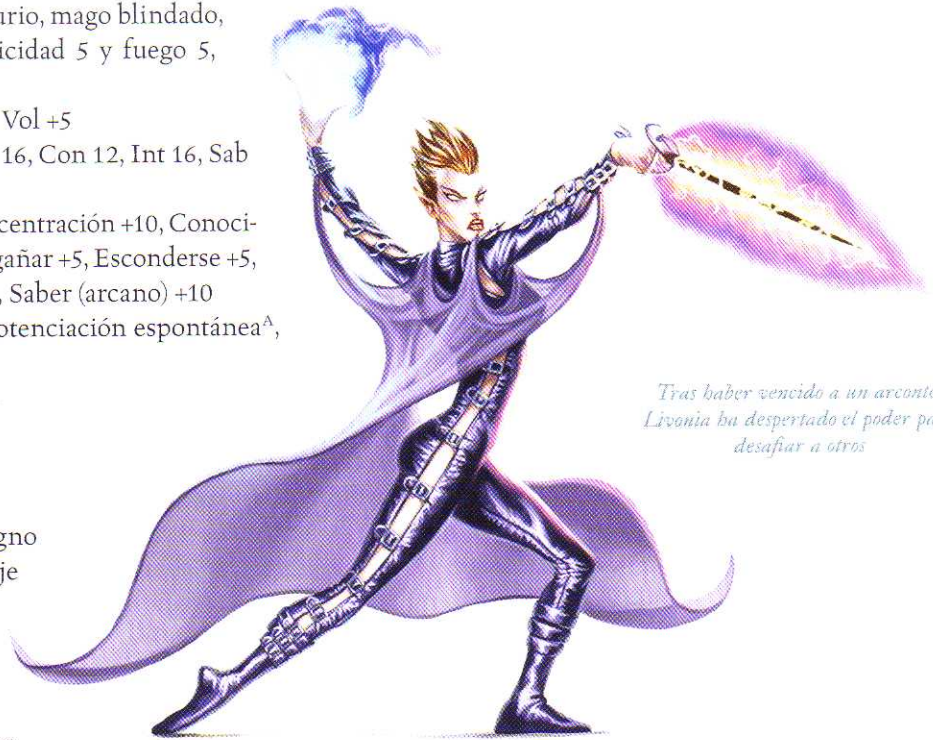 urio, mago blindado,
icidad 5 y fuego 5,
Vol +5
16, Con 12, Int 16, Sab
centración +10, Conoci-
gañar +5, Esconderse +5,
, Saber (arcano) +10
otenciación espontáneaᴬ,
Tras haber vencido a un arconte
Livonia ha despertado el poder pa
desafiar a otros
gno
je